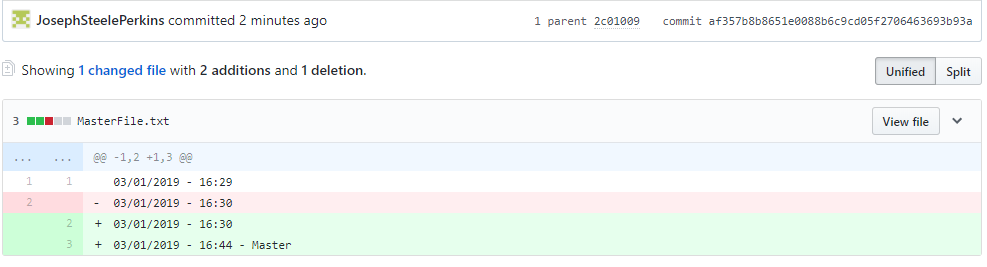 JosephSteelePerkins committed 2 minutes ago
1 parent 2c01009 commit af357b8b8651e0088b6c9cd05f2706463693b93a
Showing 1 changed file with 2 additions and 1 deletion.
Unified Split
3 MasterFile.txt View file
... ... @@ -1,2 +1,3 @@
1 1 03/01/2019 - 16:29
2 - 03/01/2019 - 16:30
2 + 03/01/2019 - 16:30
3 + 03/01/2019 - 16:44 - Master